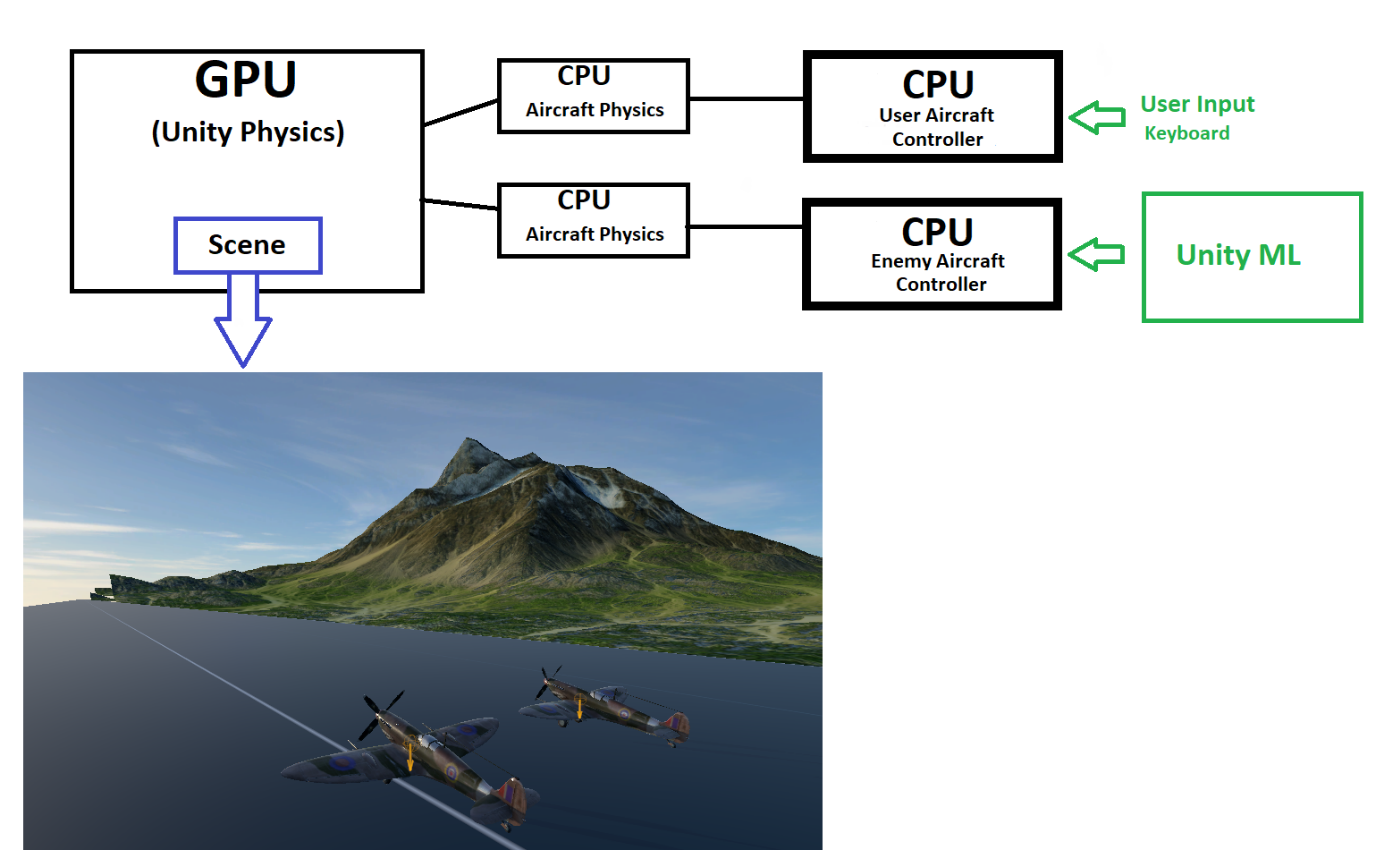 GPU
(Unity Physics)
Scene
CPU
Aircraft Physics
CPU
User Aircraft
Controller
User Input
Keyboard
CPU
Aircraft Physics
CPU
Enemy Aircraft
Controller
Unity ML